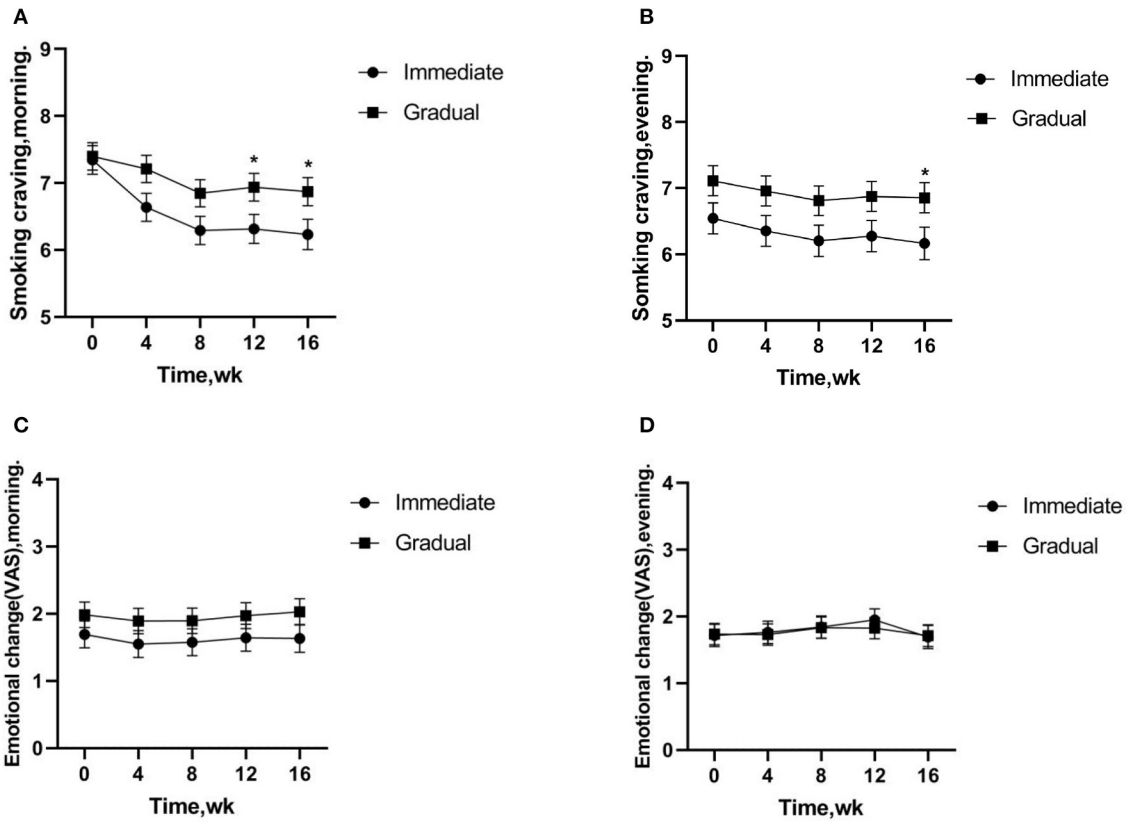 A
Smoking craving,morning.
9
8
7
6
5
* *
0 4 8 12 16
Time,wk
Immediate
Gradual
B
Somking craving,evening.
9
8
7
6
5
*
0 4 8 12 16
Time,wk
Immediate
Gradual
C
Emotional change(VAS),morning.
4
3
2
1
0
0 4 8 12 16
Time,wk
Immediate
Gradual
D
Emotional change(VAS),evening.
4
3
2
1
0
0 4 8 12 16
Time,wk
Immediate
Gradual